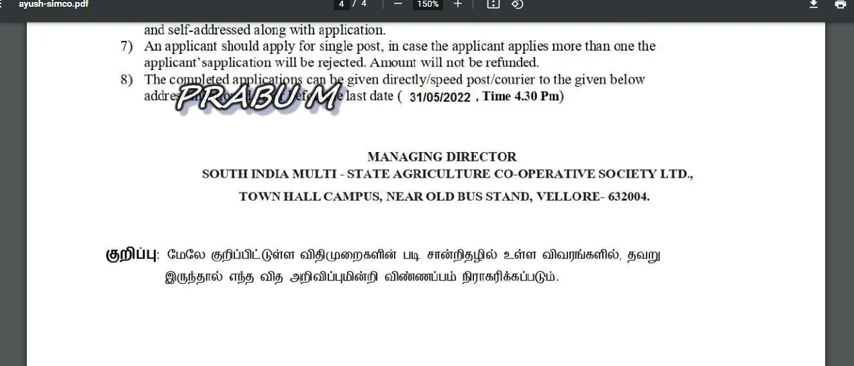 ayush-simco.pdf 4 / 4 150%
and self-addressed along with application.
7) An applicant should apply for single post, in case the applicant applies more than one the
applicant'sapplication will be rejected. Amount will not be refunded.
8) The completed applications can be given directly/speed post/courier to the given below
PRABU M last date ( 31/05/2022 , Time 4.30 Pm)
MANAGING DIRECTOR
SOUTH INDIA MULTI - STATE AGRICULTURE CO-OPERATIVE SOCIETY LTD.,
TOWN HALL CAMPUS, NEAR OLD BUS STAND, VELLORE- 632004.
குறிப்பு: மேலே குறிப்பிட்டுள்ள விதிமுறைகளின் படி சான்றிதழில் உள்ள விவரங்களில், தவறு
இருந்தால் எந்த வித அறிவிப்புமின்றி விண்ணப்பம் நிராகரிக்கப்படும்.